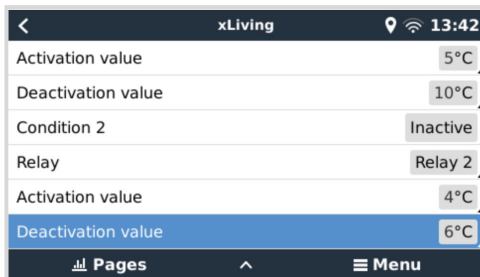 xLiving 13:42
Activation value 5°C
Deactivation value 10°C
Condition 2 Inactive
Relay Relay 2
Activation value 4°C
Deactivation value 6°C
Pages Menu